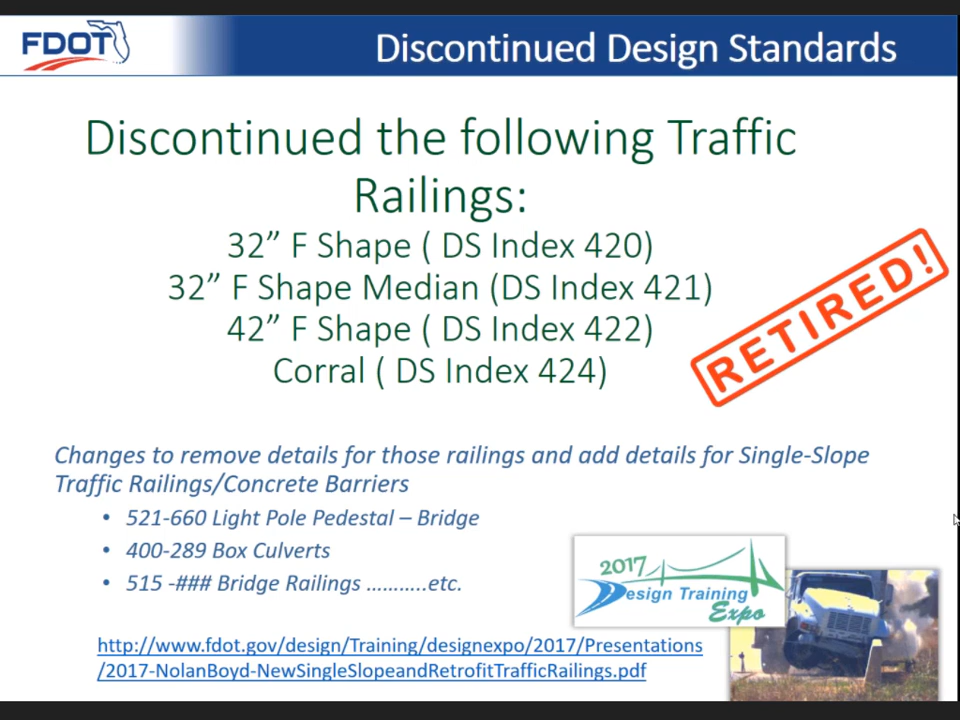 FDOT
Discontinued Design Standards
Discontinued the following Traffic
Railings:
32” F Shape ( DS Index 420)
32” F Shape Median (DS Index 421)
42” F Shape ( DS Index 422)
Corral ( DS Index 424)
RETIRED!
Changes to remove details for those railings and add details for Single-Slope
Traffic Railings/Concrete Barriers
• 521-660 Light Pole Pedestal – Bridge
• 400-289 Box Culverts
• 515 -### Bridge Railings ………..etc.
2017
Design Training
Expo
http://www.fdot.gov/design/Training/designexpo/2017/Presentations
/2017-NolanBoyd-NewSingleSlopeandRetrofitTrafficRailings.pdf